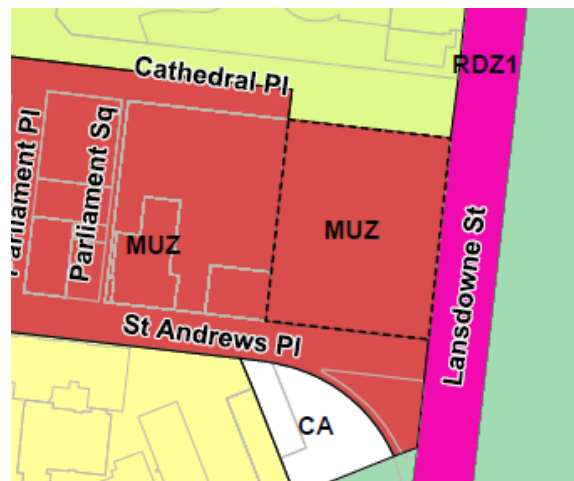 RDZ1
Cathedral Pl
Parliament Pl
Parliament Sq
MUZ
MUZ
Lansdowne St
St Andrews Pl
CA